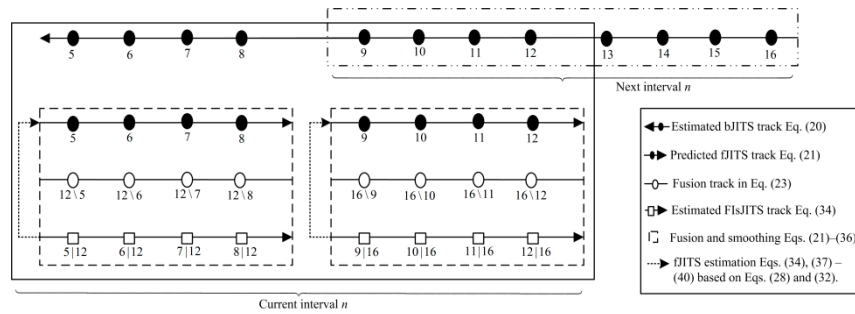 5 6 7 8 9 10 11 12 13 14 15 16
Next interval n
5 6 7 8 9 10 11 12
12 \ 5 12 \ 6 12 \ 7 12 \ 8 16 \ 9 16 \ 10 16 \ 11 16 \ 12
5 | 12 6 | 12 7 | 12 8 | 12 9 | 16 10 | 16 11 | 16 12 | 16
Current interval n
Estimated bJITS track Eq. (20)
Predicted fJITS track Eq. (21)
Fusion track in Eq. (23)
Estimated FIsJITS track Eq. (34)
Fusion and smoothing Eqs. (21)–(36)
fJITS estimation Eqs. (34), (37) –
(40) based on Eqs. (28) and (32).